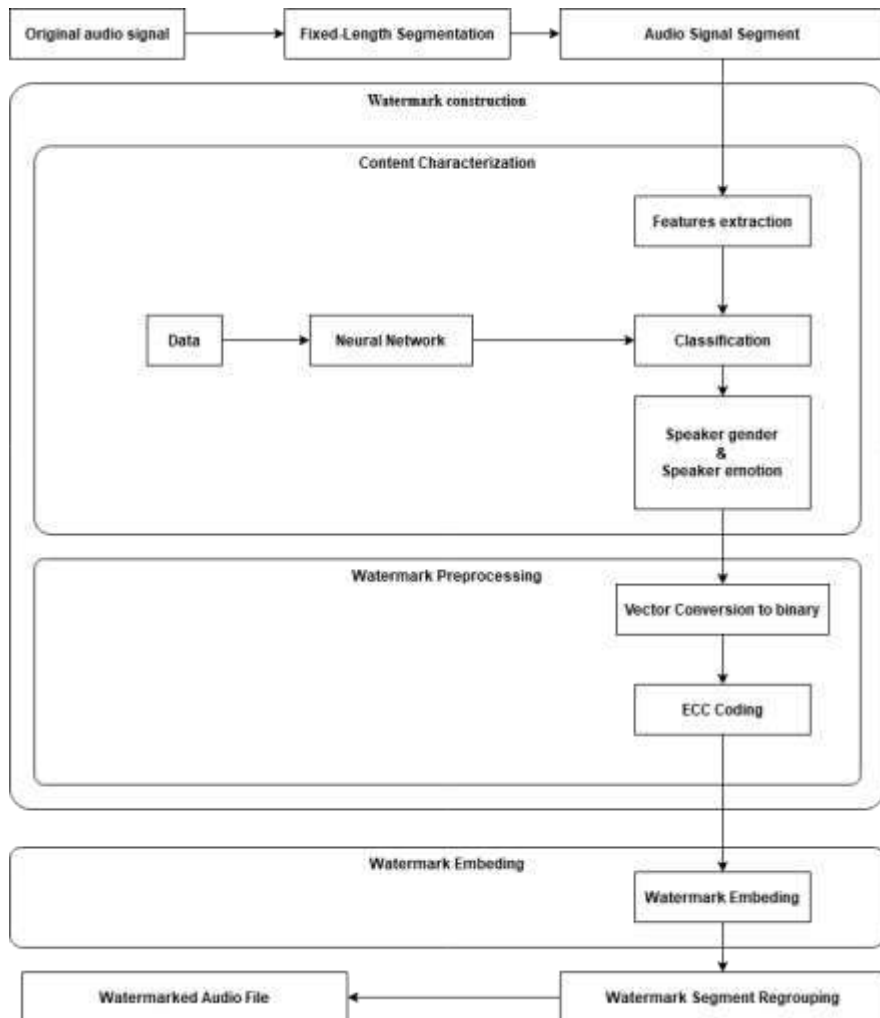 Original audio signal
Fixed-Length Segmentation
Audio Signal Segment
Watermark construction
Content Characterization
Features extraction
Data
Neural Network
Classification
Speaker gender
&
Speaker emotion
Watermark Preprocessing
Vector Conversion to binary
ECC Coding
Watermark Embeding
Watermark Embeding
Watermarked Audio File
Watermark Segment Regrouping